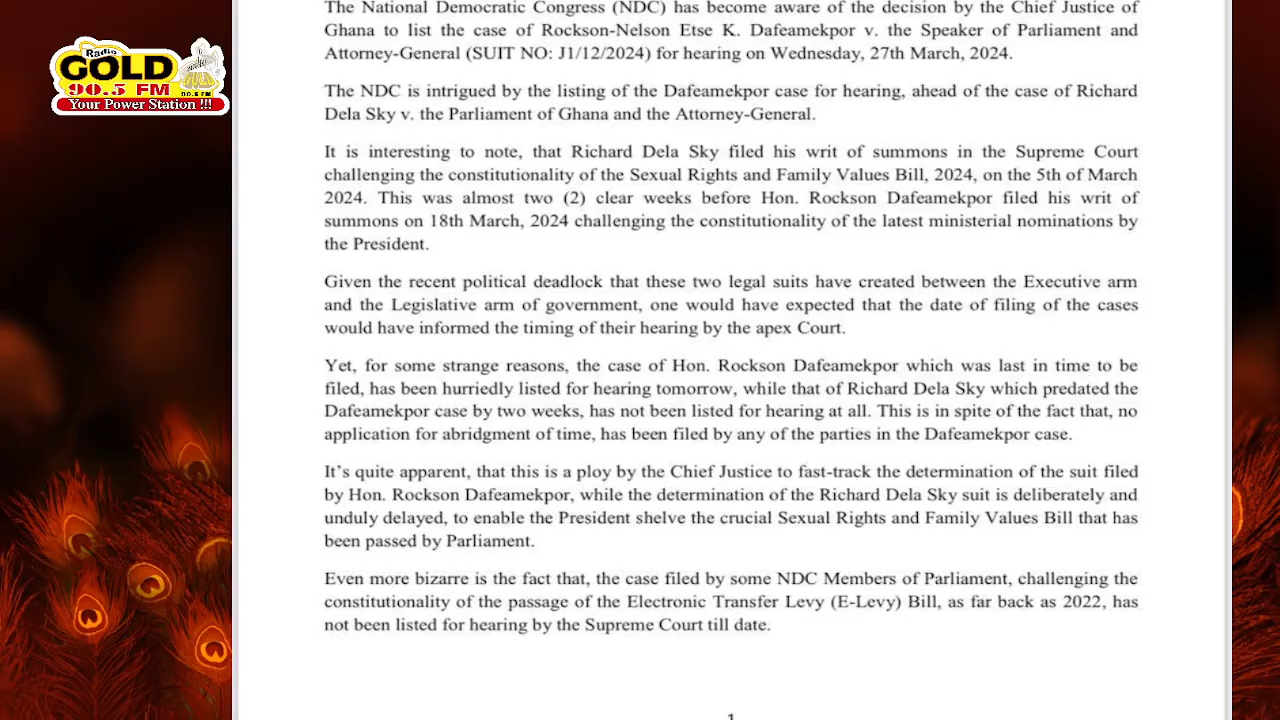 Radio
GOLD
90.5 FM
90.5 FM
Your Power Station !!!
The National Democratic Congress (NDC) has become aware of the decision by the Chief Justice of
Ghana to list the case of Rockson-Nelson Etse K. Dafeamekpor v. the Speaker of Parliament and
Attorney-General (SUIT NO: J1/12/2024) for hearing on Wednesday, 27th March, 2024.
The NDC is intrigued by the listing of the Dafeamekpor case for hearing, ahead of the case of Richard
Dela Sky v. the Parliament of Ghana and the Attorney-General.
It is interesting to note, that Richard Dela Sky filed his writ of summons in the Supreme Court
challenging the constitutionality of the Sexual Rights and Family Values Bill, 2024, on the 5th of March
2024. This was almost two (2) clear weeks before Hon. Rockson Dafeamekpor filed his writ of
summons on 18th March, 2024 challenging the constitutionality of the latest ministerial nominations by
the President.
Given the recent political deadlock that these two legal suits have created between the Executive arm
and the Legislative arm of government, one would have expected that the date of filing of the cases
would have informed the timing of their hearing by the apex Court.
Yet, for some strange reasons, the case of Hon. Rockson Dafeamekpor which was last in time to be
filed, has been hurriedly listed for hearing tomorrow, while that of Richard Dela Sky which predated the
Dafeamekpor case by two weeks, has not been listed for hearing at all. This is in spite of the fact that, no
application for abridgment of time, has been filed by any of the parties in the Dafeamekpor case.
It's quite apparent, that this is a ploy by the Chief Justice to fast-track the determination of the suit filed
by Hon. Rockson Dafeamekpor, while the determination of the Richard Dela Sky suit is deliberately and
unduly delayed, to enable the President shelve the crucial Sexual Rights and Family Values Bill that has
been passed by Parliament.
Even more bizarre is the fact that, the case filed by some NDC Members of Parliament, challenging the
constitutionality of the passage of the Electronic Transfer Levy (E-Levy) Bill, as far back as 2022, has
not been listed for hearing by the Supreme Court till date.
1